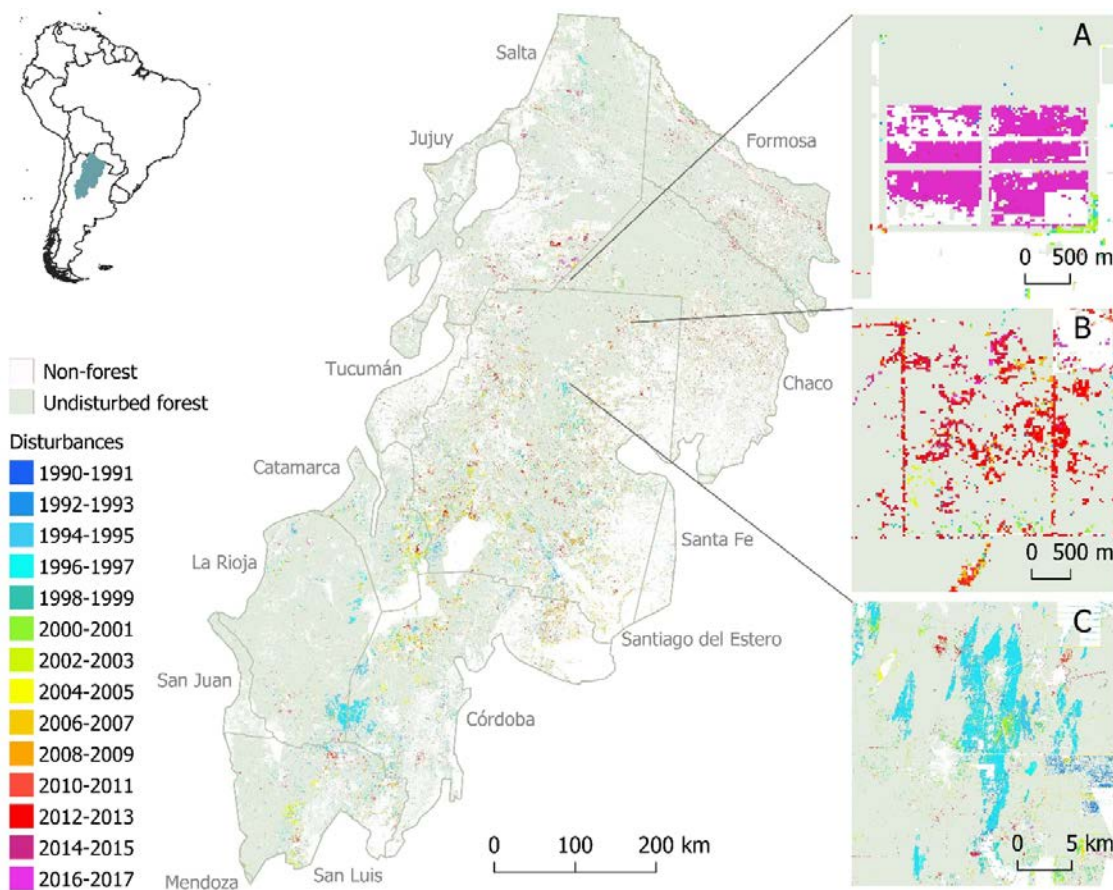 Salta
Jujuy
Formosa
Tucumán
Chaco
Catamarca
Santa Fe
La Rioja
Santiago del Estero
San Juan
Córdoba
San Luis
Mendoza
Non-forest
Undisturbed forest
Disturbances
1990-1991
1992-1993
1994-1995
1996-1997
1998-1999
2000-2001
2002-2003
2004-2005
2006-2007
2008-2009
2010-2011
2012-2013
2014-2015
2016-2017
0 100 200 km
A
0 500 m
B
0 500 m
C
0 5 km